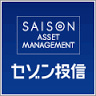 SAISON
ASSET
MANAGEMENT
セゾン投信